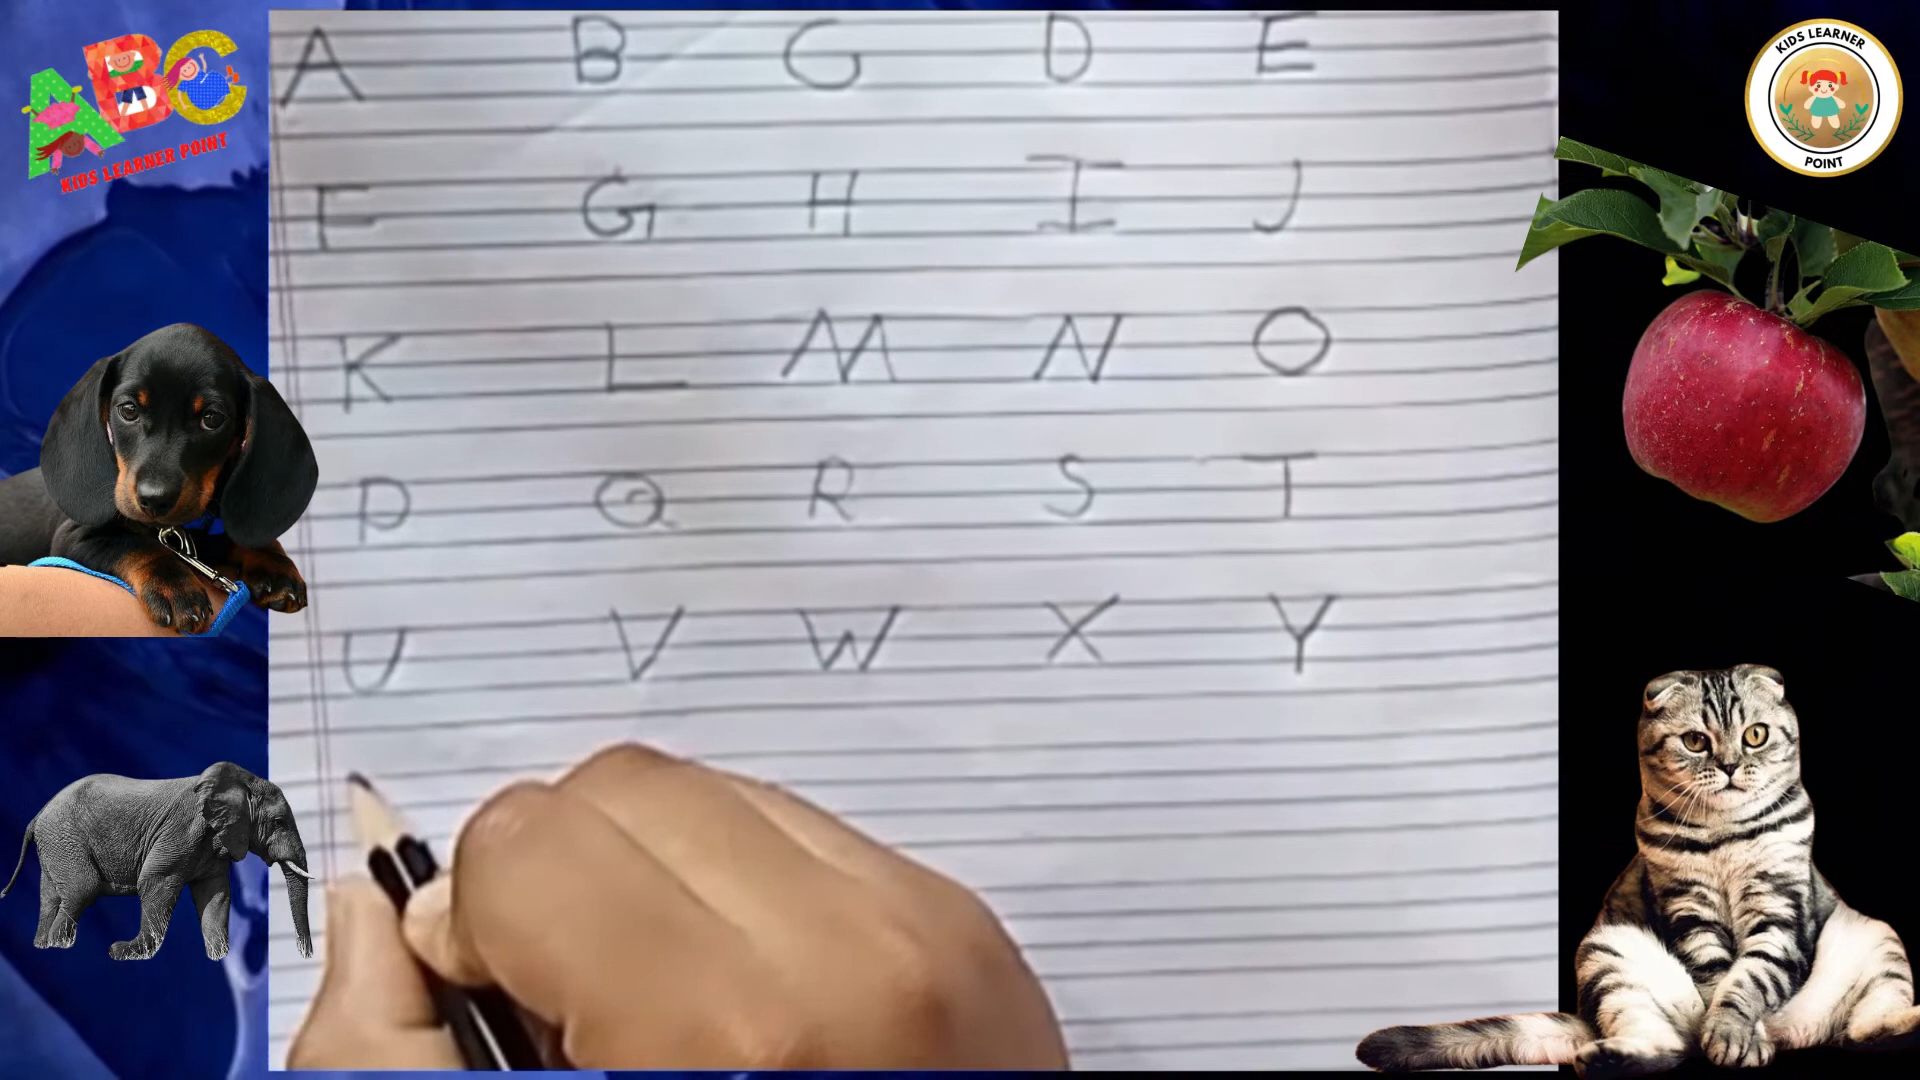 ABC
KIDS LEARNER POINT
KIDS LEARNER
POINT
A B C D E
F G H I J
K L M N O
P Q R S T
U V W X Y